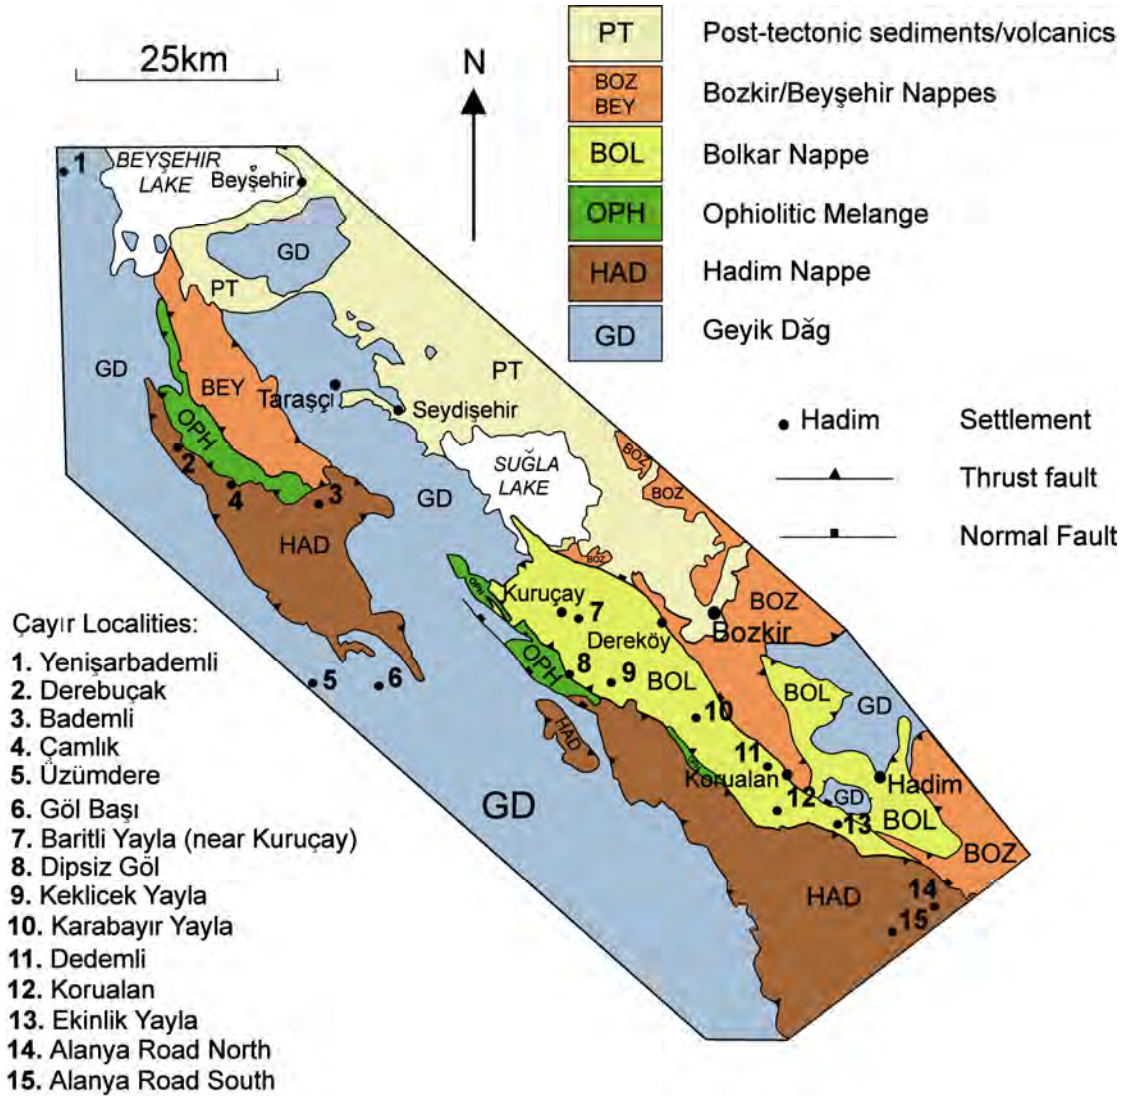 25km
N
PT Post-tectonic sediments/volcanics
BOZ
BEY Bozkir/Beyşehir Nappes
BOL Bolkar Nappe
OPH Ophiolitic Melange
HAD Hadim Nappe
GD Geyik Dăg
Hadim Settlement
Thrust fault
Normal Fault
1
BEYŞEHIR
LAKE
Beyşehir
GD
PT
GD
BEY
Taraşçı
Seydişehir
PT
OPH
2
4
3
HAD
GD
SUĞLA
LAKE
BOZ
BOZ
BOZ
OPH
Kuruçay
7
Dereköy
BOZ
Bozkir
OPH
8
9
BOL
BOL
GD
5
6
10
HAD
OPH
11
Korualan
Hadim
12
GD
13
BOL
BOZ
GD
HAD
14
15
Çayır Localities:
1. Yenişarbademli
2. Derebuçak
3. Bademli
4. Çamlık
5. Üzümdere
6. Göl Başı
7. Baritli Yayla (near Kuruçay)
8. Dipsiz Göl
9. Keklicek Yayla
10. Karabayır Yayla
11. Dedemli
12. Korualan
13. Ekinlik Yayla
14. Alanya Road North
15. Alanya Road South